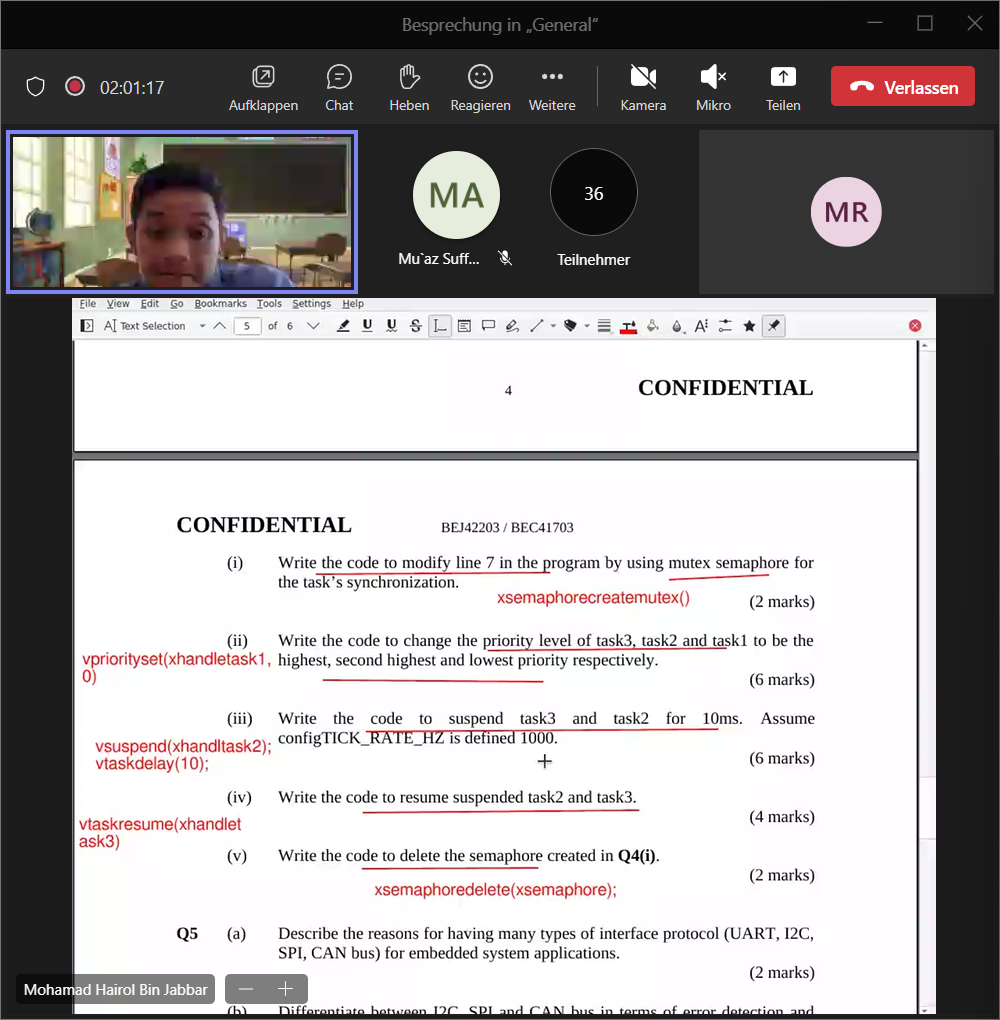 Besprechung in „General“
02:01:17
Aufklappen
Chat
Heben
Reagieren
Weitere
Kamera
Mikro
Teilen
Verlassen
MA
Mu`az Suff...
36
Teilnehmer
MR
File View Edit Go Bookmarks Tools Settings Help
Text Selection 5 of 6
4 CONFIDENTIAL
CONFIDENTIAL BEJ42203 / BEC41703
(i) Write the code to modify line 7 in the program by using mutex semaphore for
the task’s synchronization.
xsemaphorecreatemutex()
(2 marks)
(ii) Write the code to change the priority level of task3, task2 and task1 to be the
highest, second highest and lowest priority respectively.
vpriorityset(xhandletask1,
0)
(6 marks)
(iii) Write the code to suspend task3 and task2 for 10ms. Assume
configTICK_RATE_HZ is defined 1000.
vsuspend(xhandltask2);
vtaskdelay(10);
(6 marks)
(iv) Write the code to resume suspended task2 and task3.
(4 marks)
vtaskresume(xhandlet
ask3)
(v) Write the code to delete the semaphore created in Q4(i).
(2 marks)
xsemaphoredelete(xsemaphore);
Q5 (a) Describe the reasons for having many types of interface protocol (UART, I2C,
SPI, CAN bus) for embedded system applications.
(2 marks)
Mohamad Hairol Bin Jabbar
(b) Differentiate between I2C, SPI and CAN bus in terms of error detection and